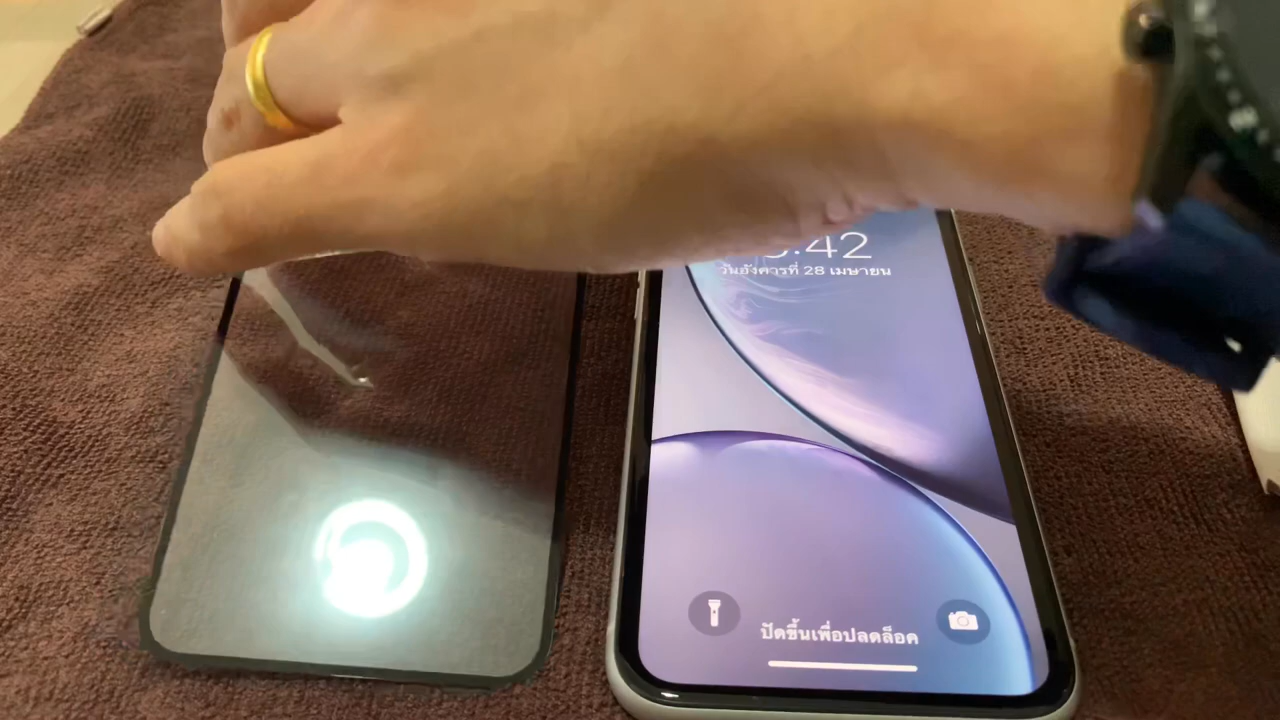 :42
วันอังคารที่ 28 เมษายน
ปัดขึ้นเพื่อปลดล็อค